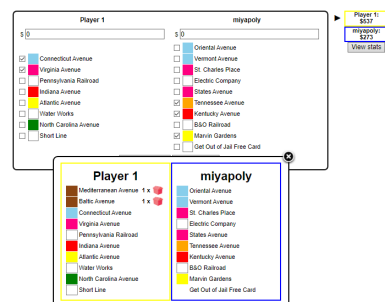 Player 1
miyapoly
$ 0
$ 0
Connecticut Avenue
Virginia Avenue
Pennsylvania Railroad
Indiana Avenue
Atlantic Avenue
Water Works
North Carolina Avenue
Short Line
Oriental Avenue
Vermont Avenue
St. Charles Place
Electric Company
States Avenue
Tennessee Avenue
Kentucky Avenue
B&O Railroad
Marvin Gardens
Get Out of Jail Free Card
Player 1:
$537
miyapoly:
$273
View stats
Player 1
Mediterranean Avenue 1 x
Baltic Avenue 1 x
Connecticut Avenue
Virginia Avenue
Pennsylvania Railroad
Indiana Avenue
Atlantic Avenue
Water Works
North Carolina Avenue
Short Line
miyapoly
Oriental Avenue
Vermont Avenue
St. Charles Place
Electric Company
States Avenue
Tennessee Avenue
Kentucky Avenue
B&O Railroad
Marvin Gardens
Get Out of Jail Free Card